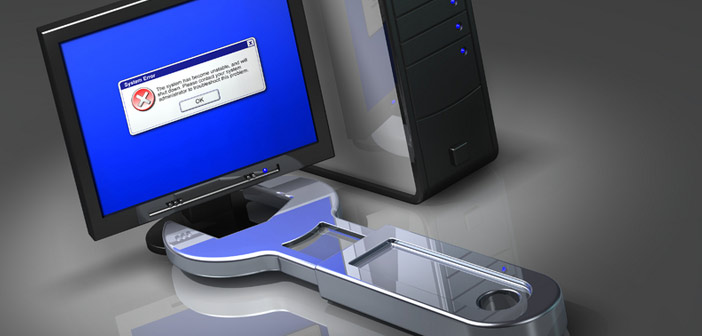 System Error
The system has become unstable, and will
shut down. Please contact your system
administrator to troubleshoot this problem.
OK